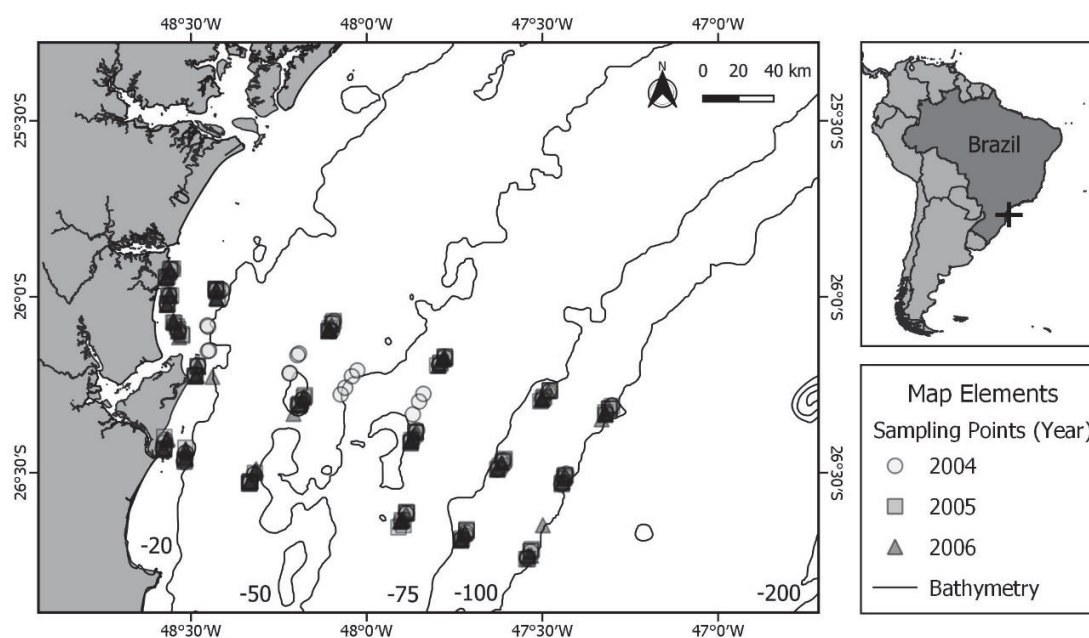 48°30'W 48°0'W 47°30'W 47°0'W
N
0 20 40 km
25°30'S
25°30'S
26°0'S
26°0'S
26°30'S
26°30'S
-20
-50
-75
-100
-200
48°30'W 48°0'W 47°30'W 47°0'W
Brazil
Map Elements
Sampling Points (Year)
2004
2005
2006
Bathymetry